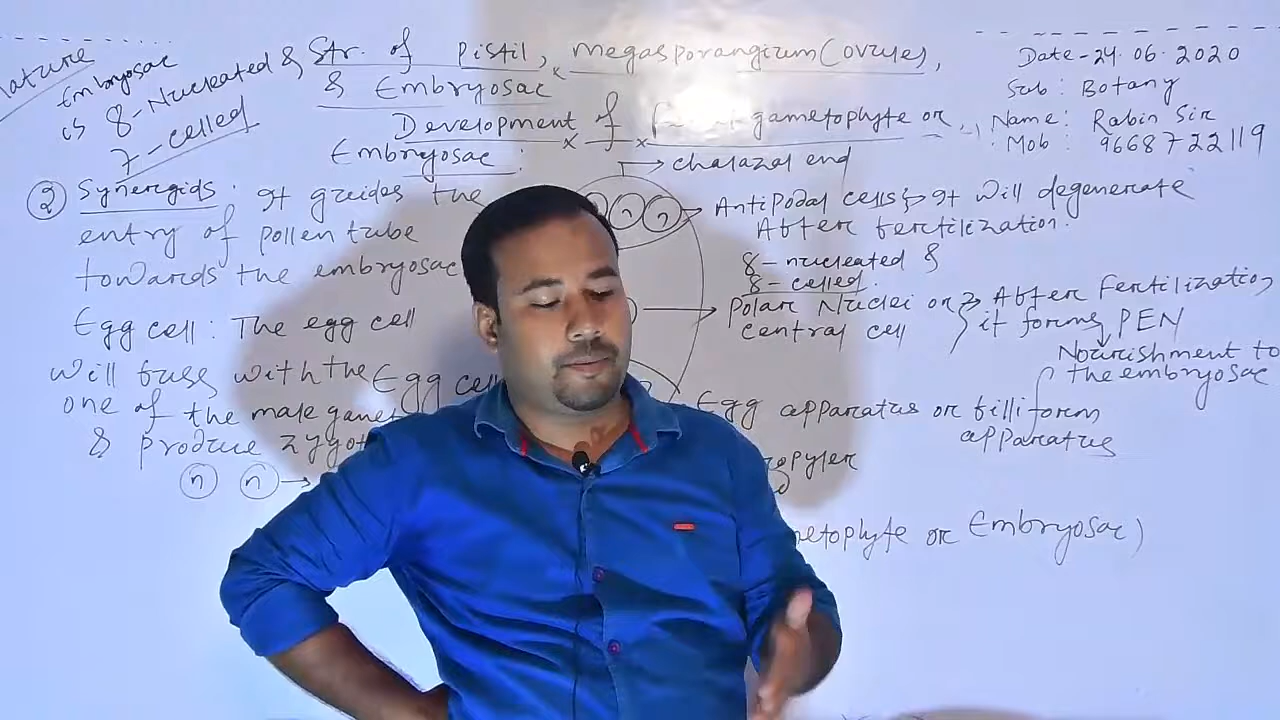 Embryosac
is 8-Nucleated &
7-celled
Str. of Pistil, megasporangium (ovules),
& Embryosac
Development of gametophyte or
Embryosac :
Date-24.06.2020
Sub: Botany
Name: Rabin Sir
Mob: 9668722119
② Synergids : It guides the
entry of pollen tube
towards the embryosac
Egg cell: The egg cell
will fuse with the
one of the male gamet
& produce zygot
n n →
Egg cell
→ chalazal end
n n
Antipodal cells → It will degenerate
After fertilization.
8-nucleated &
8-celled.
Polar Nuclei or → After Fertilization,
central cell it forms PEN
Nourishment to
the embryosac
Egg apparatus or filliform
apparatus
ropyler
etophyte or Embryosac)